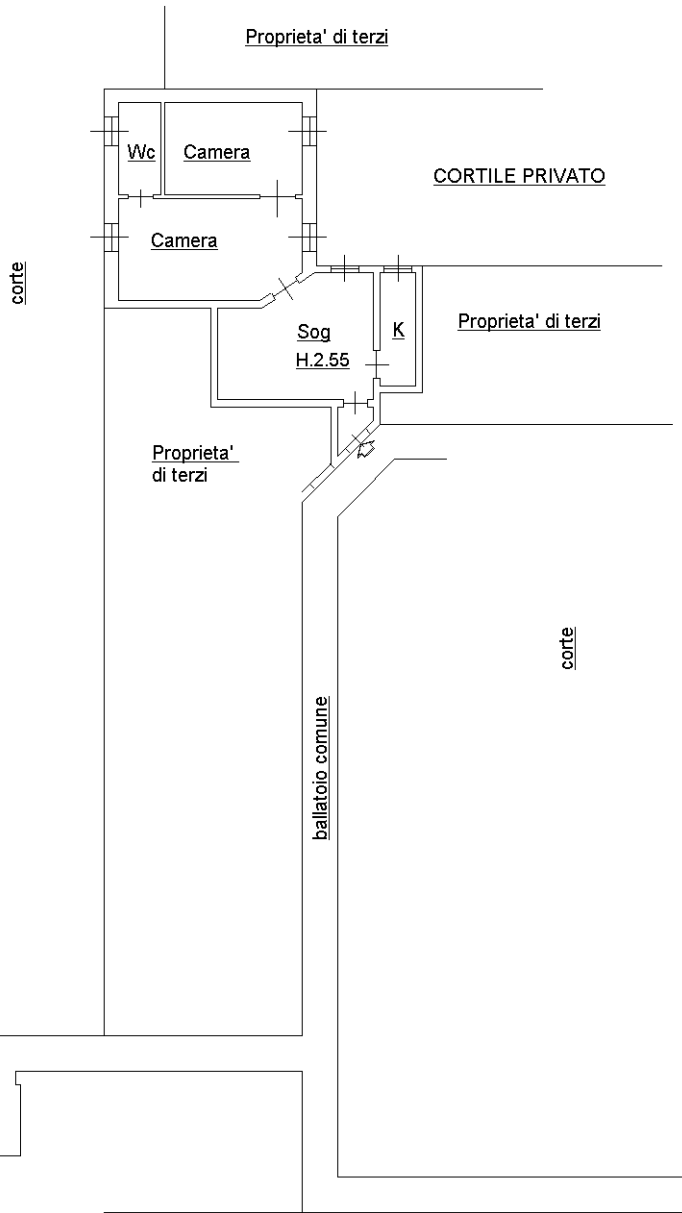 Proprieta' di terzi
Wc
Camera
CORTILE PRIVATO
Camera
corte
Sog
H.2.55
K
Proprieta' di terzi
Proprieta'
di terzi
corte
ballatoio comune